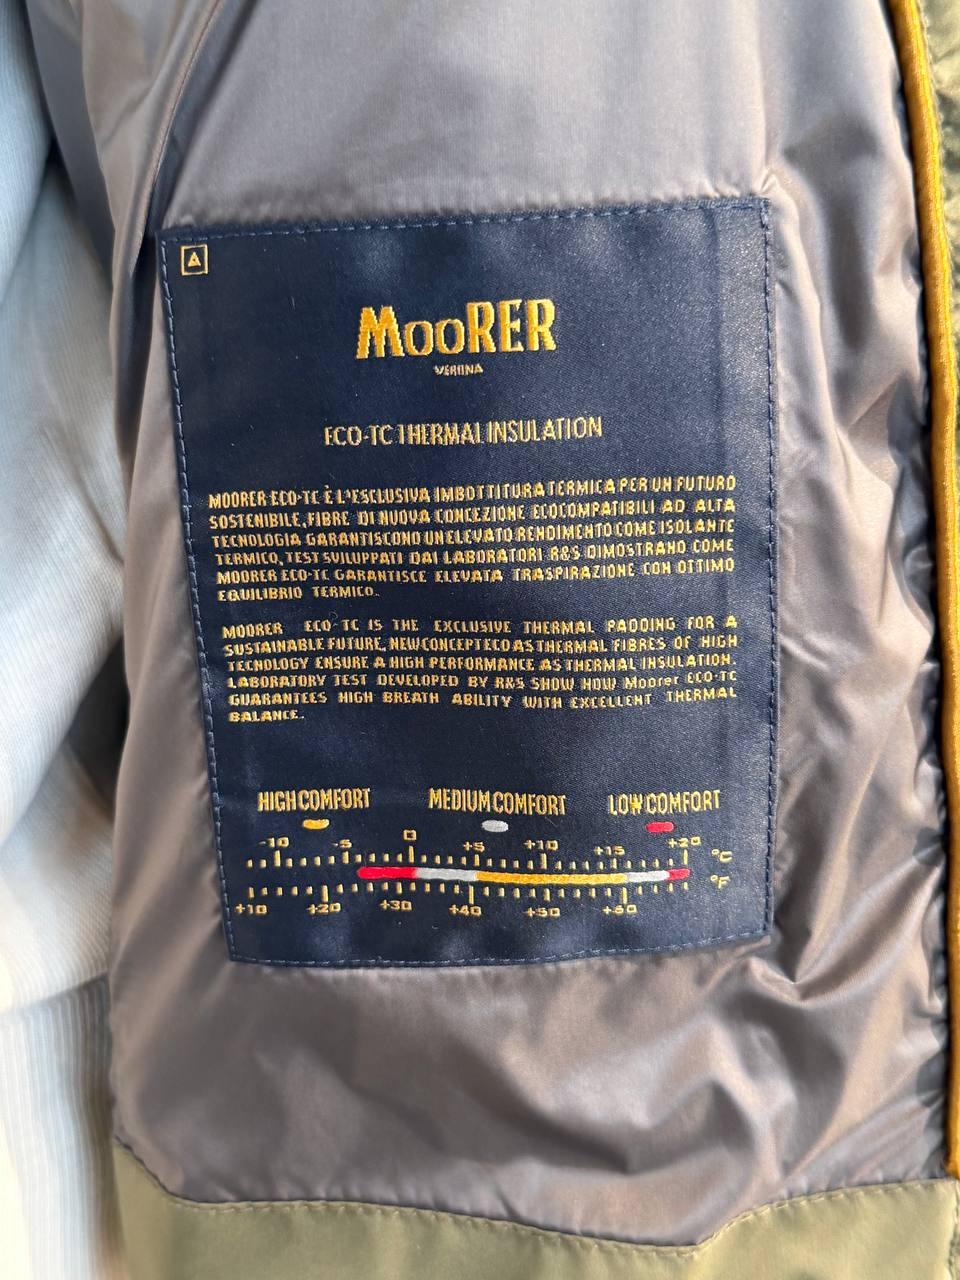 MOORER
VERONA
ECO-TC THERMAL INSULATION
MOORER ECO-TC È L'ESCLUSIVA IMBOTTITURA TERMICA PER UN FUTURO
SOSTENIBILE, FIBRE DI NUOVA CONCEZIONE ECOCOMPATIBILI AD ALTA
TECNOLOGIA GARANTISCONO UN ELEVATO RENDIMENTO COME ISOLANTE
TERMICO, TEST SVILUPPATI DAI LABORATORI R&S DIMOSTRANO COME
MOORER ECO-TC GARANTISCE ELEVATA TRASPIRAZIONE CON OTTIMO
EQUILIBRIO TERMICO.
MOORER ECO-TC IS THE EXCLUSIVE THERMAL PADDING FOR A
SUSTAINABLE FUTURE, NEW CONCEPT ECO AS THERMAL FIBRES OF HIGH
TECNOLOGY ENSURE A HIGH PERFORMANCE AS THERMAL INSULATION.
LABORATORY TEST DEVELOPED BY R&S SHOW HOW Moorer ECO-TC
GUARANTEES HIGH BREATH ABILITY WITH EXCELLENT THERMAL
BALANCE.
HIGH COMFORT MEDIUM COMFORT LOW COMFORT
-10 -5 0 +5 +10 +15 +20 °C
+10 +20 +30 +40 +50 +60 °F